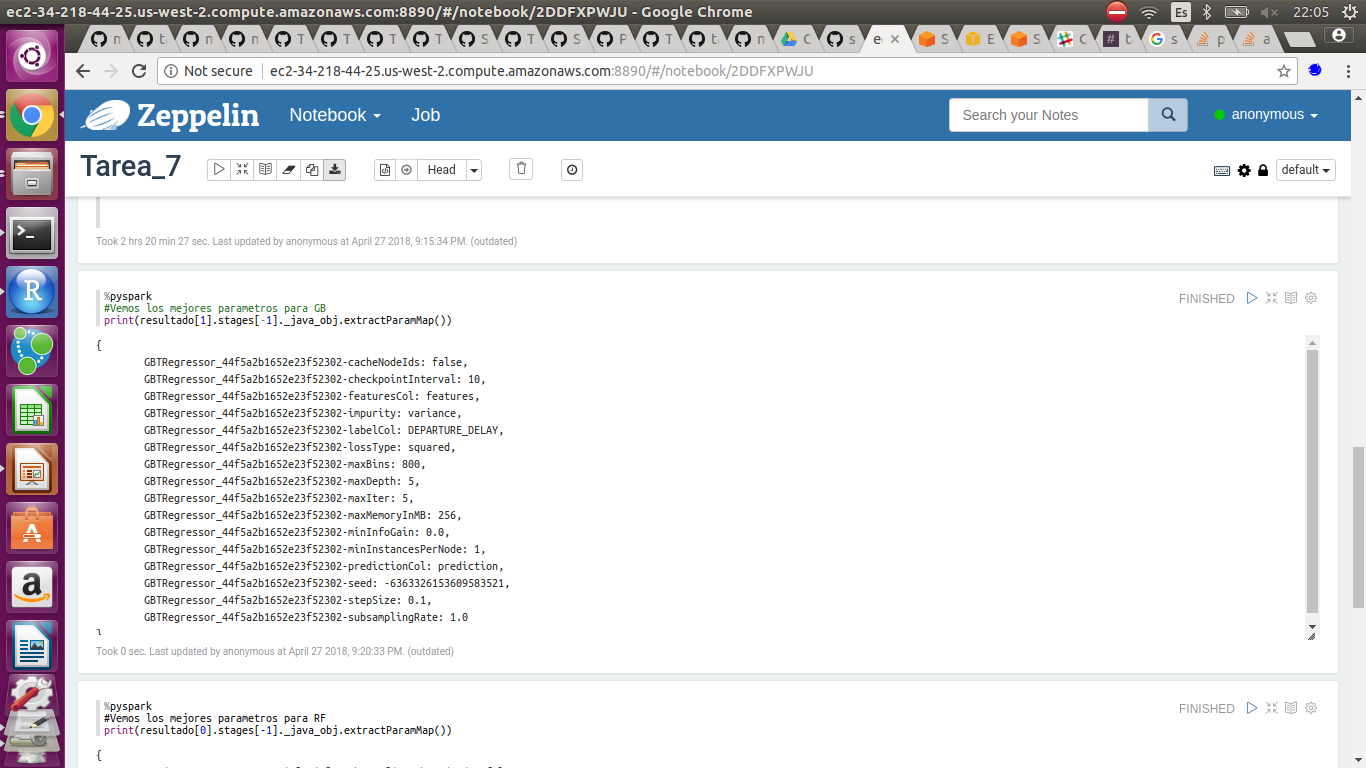 ec2-34-218-44-25.us-west-2.compute.amazonaws.com:8890/#/notebook/2DDFXPWJU - Google Chrome
Es
22:05
Not secure
ec2-34-218-44-25.us-west-2.compute.amazonaws.com:8890/#/notebook/2DDFXPWJU
Zeppelin
Notebook
Job
Search your Notes
anonymous
Tarea_7
Head
default
Took 2 hrs 20 min 27 sec. Last updated by anonymous at April 27 2018, 9:15:34 PM. (outdated)
%pyspark
FINISHED
#Vemos los mejores parametros para GB
print(resultado[1].stages[-1]._java_obj.extractParamMap())
{
GBTRegressor_44f5a2b1652e23f52302-cacheNodeIds: false,
GBTRegressor_44f5a2b1652e23f52302-checkpointInterval: 10,
GBTRegressor_44f5a2b1652e23f52302-featuresCol: features,
GBTRegressor_44f5a2b1652e23f52302-impurity: variance,
GBTRegressor_44f5a2b1652e23f52302-labelCol: DEPARTURE_DELAY,
GBTRegressor_44f5a2b1652e23f52302-lossType: squared,
GBTRegressor_44f5a2b1652e23f52302-maxBins: 800,
GBTRegressor_44f5a2b1652e23f52302-maxDepth: 5,
GBTRegressor_44f5a2b1652e23f52302-maxIter: 5,
GBTRegressor_44f5a2b1652e23f52302-maxMemoryInMB: 256,
GBTRegressor_44f5a2b1652e23f52302-minInfoGain: 0.0,
GBTRegressor_44f5a2b1652e23f52302-minInstancesPerNode: 1,
GBTRegressor_44f5a2b1652e23f52302-predictionCol: prediction,
GBTRegressor_44f5a2b1652e23f52302-seed: -6363326153609583521,
GBTRegressor_44f5a2b1652e23f52302-stepSize: 0.1,
GBTRegressor_44f5a2b1652e23f52302-subsamplingRate: 1.0
}
Took 0 sec. Last updated by anonymous at April 27 2018, 9:20:33 PM. (outdated)
%pyspark
FINISHED
#Vemos los mejores parametros para RF
print(resultado[0].stages[-1]._java_obj.extractParamMap())
{